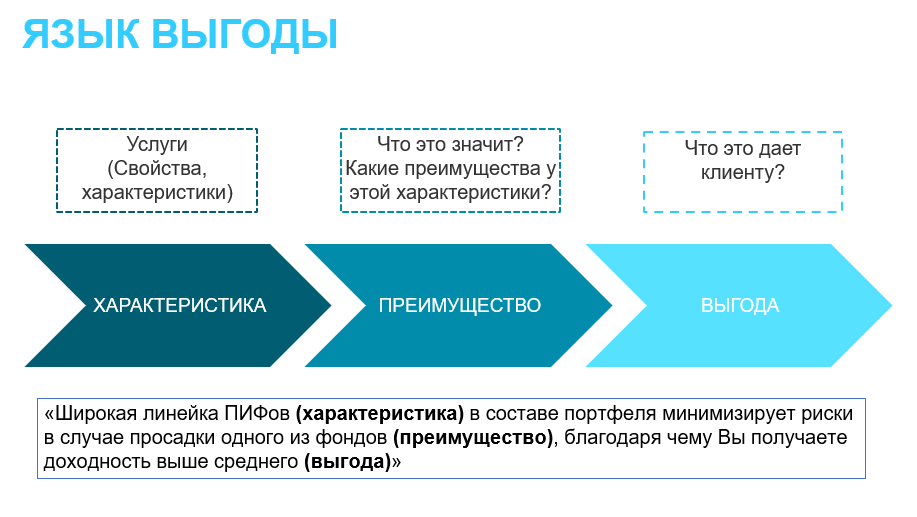 ЯЗЫК ВЫГОДЫ
Услуги
(Свойства,
характеристики)
Что это значит?
Какие преимущества у
этой характеристики?
Что это дает
клиенту?
ХАРАКТЕРИСТИКА
ПРЕИМУЩЕСТВО
ВЫГОДА
«Широкая линейка ПИФов (характеристика) в составе портфеля минимизирует риски
в случае просадки одного из фондов (преимущество), благодаря чему Вы получаете
доходность выше среднего (выгода)»